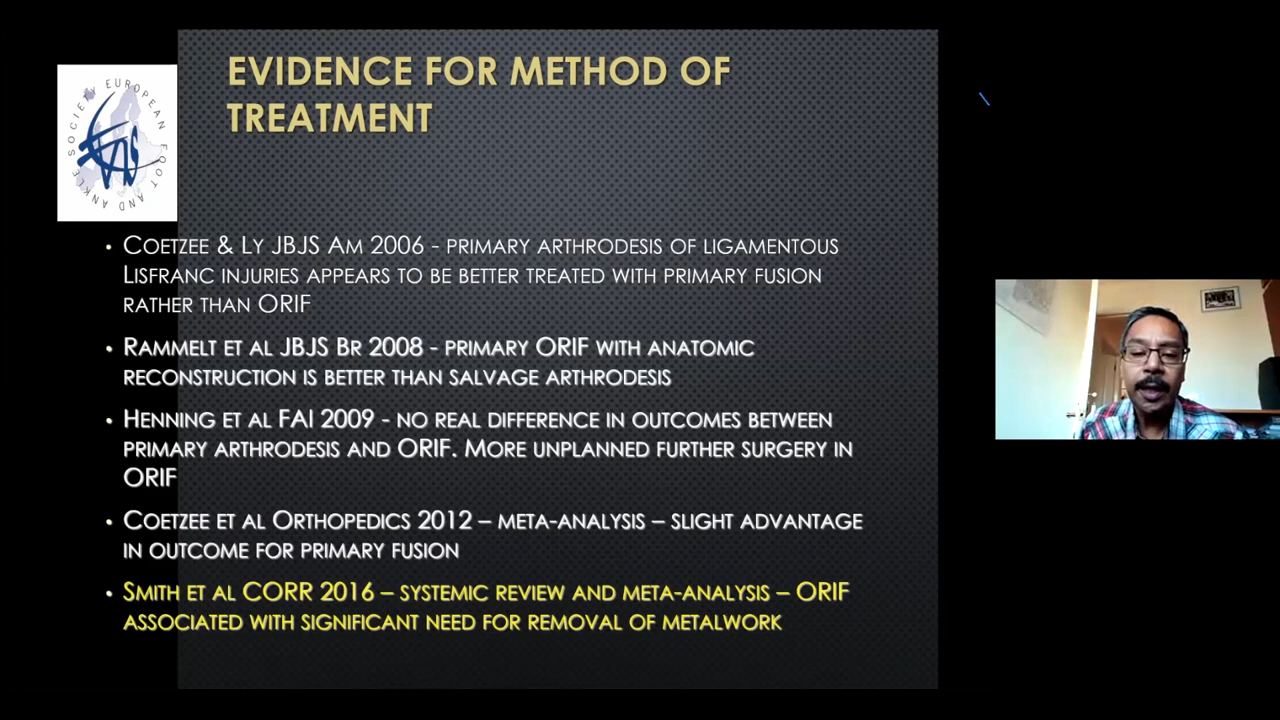 EVIDENCE FOR METHOD OF
TREATMENT
SOCIETY EUROPEAN FOOT AND ANKLE
• COETZEE & LY JBJS AM 2006 - PRIMARY ARTHRODESIS OF LIGAMENTOUS
LISFRANC INJURIES APPEARS TO BE BETTER TREATED WITH PRIMARY FUSION
RATHER THAN ORIF
• RAMMELT ET AL JBJS BR 2008 - PRIMARY ORIF WITH ANATOMIC
RECONSTRUCTION IS BETTER THAN SALVAGE ARTHRODESIS
• HENNING ET AL FAI 2009 - NO REAL DIFFERENCE IN OUTCOMES BETWEEN
PRIMARY ARTHRODESIS AND ORIF. MORE UNPLANNED FURTHER SURGERY IN
ORIF
• COETZEE ET AL ORTHOPEDICS 2012 – META-ANALYSIS – SLIGHT ADVANTAGE
IN OUTCOME FOR PRIMARY FUSION
• SMITH ET AL CORR 2016 – SYSTEMIC REVIEW AND META-ANALYSIS – ORIF
ASSOCIATED WITH SIGNIFICANT NEED FOR REMOVAL OF METALWORK